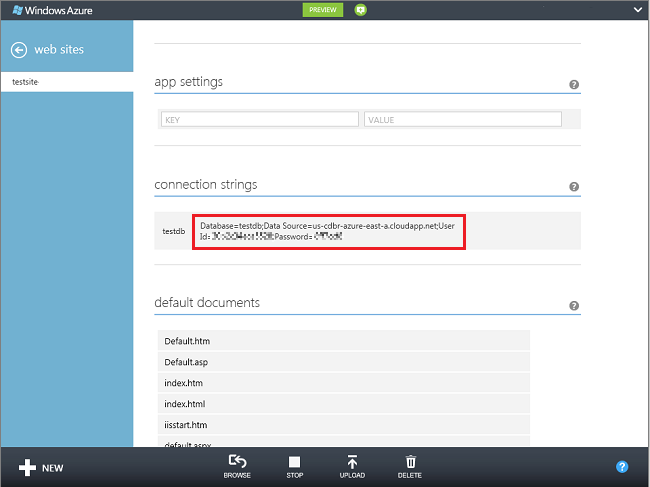 Windows Azure
PREVIEW
web sites
testsite
app settings
KEY VALUE
connection strings
testdb
Database=testdb;Data Source=us-cdbr-azure-east-a.cloudapp.net;User
Id= ;Password=
default documents
Default.htm
Default.asp
index.htm
index.html
iisstart.htm
default.aspx
NEW
BROWSE
STOP
UPLOAD
DELETE